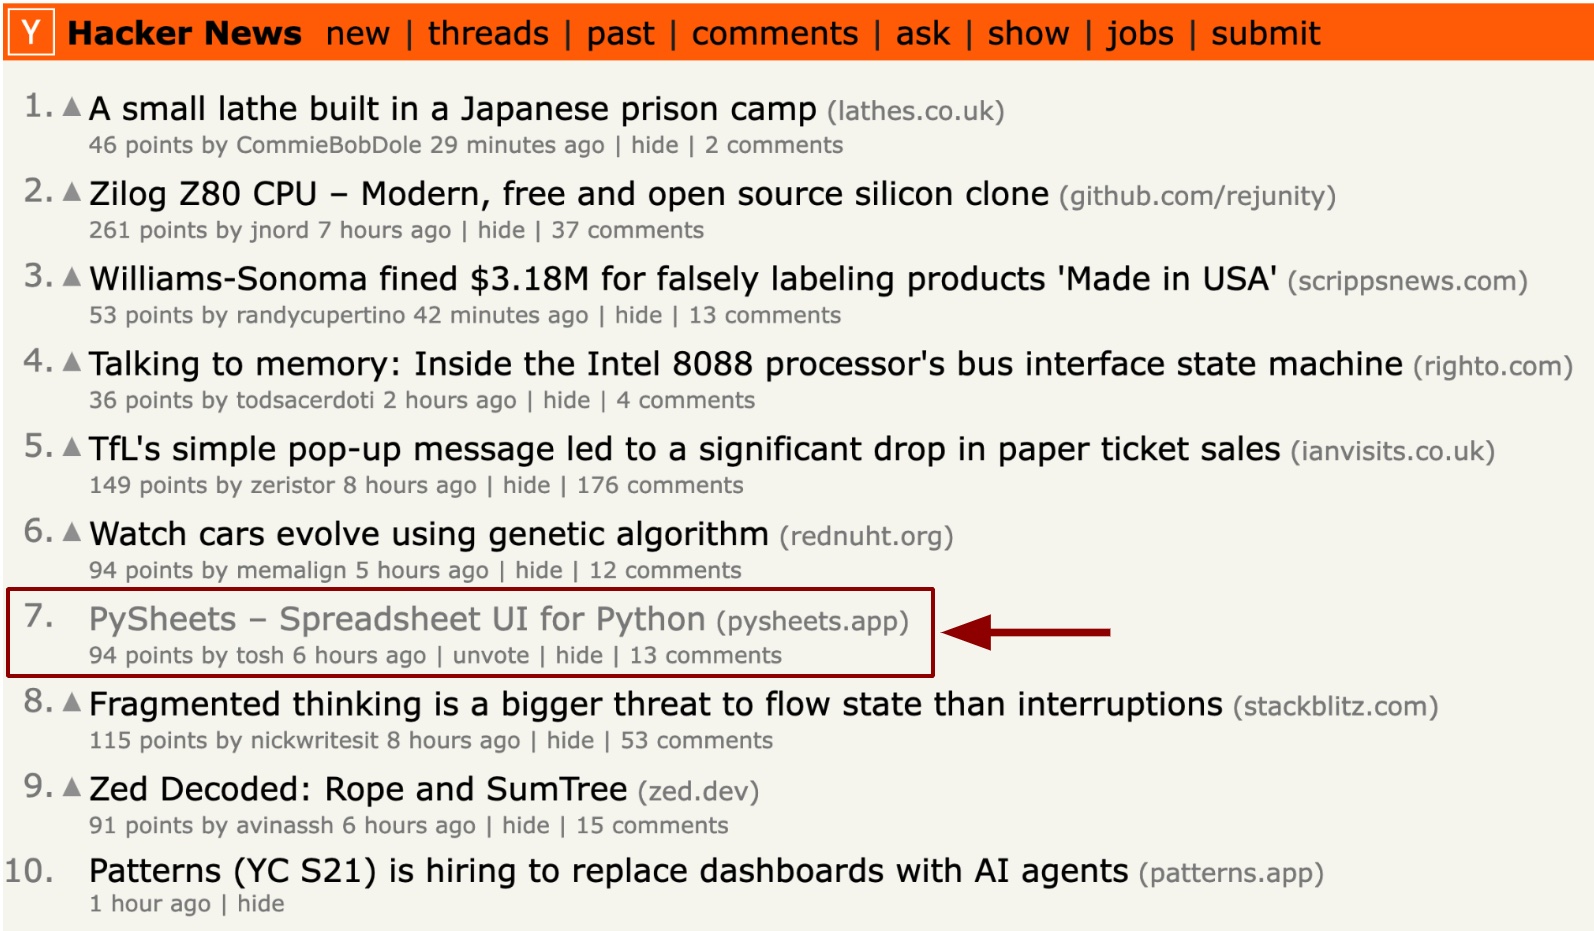 Y Hacker News new | threads | past | comments | ask | show | jobs | submit
1. ▲ A small lathe built in a Japanese prison camp (lathes.co.uk)
46 points by CommieBobDole 29 minutes ago | hide | 2 comments
2. ▲ Zilog Z80 CPU – Modern, free and open source silicon clone (github.com/rejunity)
261 points by jnord 7 hours ago | hide | 37 comments
3. ▲ Williams-Sonoma fined $3.18M for falsely labeling products 'Made in USA' (scrippsnews.com)
53 points by randycupertino 42 minutes ago | hide | 13 comments
4. ▲ Talking to memory: Inside the Intel 8088 processor's bus interface state machine (righto.com)
36 points by todsacerdoti 2 hours ago | hide | 4 comments
5. ▲ TfL's simple pop-up message led to a significant drop in paper ticket sales (ianvisits.co.uk)
149 points by zeristor 8 hours ago | hide | 176 comments
6. ▲ Watch cars evolve using genetic algorithm (rednuht.org)
94 points by memalign 5 hours ago | hide | 12 comments
7. PySheets – Spreadsheet UI for Python (pysheets.app)
94 points by tosh 6 hours ago | unvote | hide | 13 comments
8. ▲ Fragmented thinking is a bigger threat to flow state than interruptions (stackblitz.com)
115 points by nickwritesit 8 hours ago | hide | 53 comments
9. ▲ Zed Decoded: Rope and SumTree (zed.dev)
91 points by avinassh 6 hours ago | hide | 15 comments
10. Patterns (YC S21) is hiring to replace dashboards with AI agents (patterns.app)
1 hour ago | hide